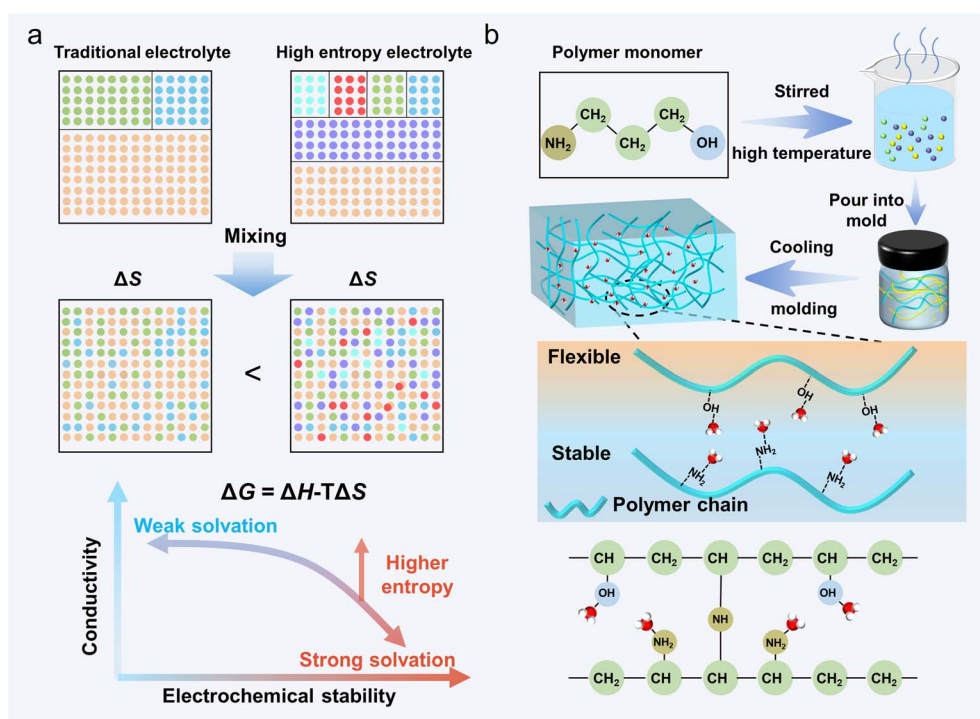 a
Traditional electrolyte
High entropy electrolyte
Mixing
ΔS
ΔS
<
ΔG = ΔH-TΔS
Weak solvation
Higher
entropy
Strong solvation
Conductivity
Electrochemical stability
b
Polymer monomer
NH₂
CH₂
CH₂
CH₂
OH
Stirred
high temperature
Pour into
mold
Cooling
molding
Flexible
OH
OH
OH
Stable
NH₂
NH₂
NH₂
Polymer chain
CH CH₂ CH CH₂ CH CH₂
OH OH
NH
NH₂ NH₂
CH₂ CH CH CH CH₂ CH₂